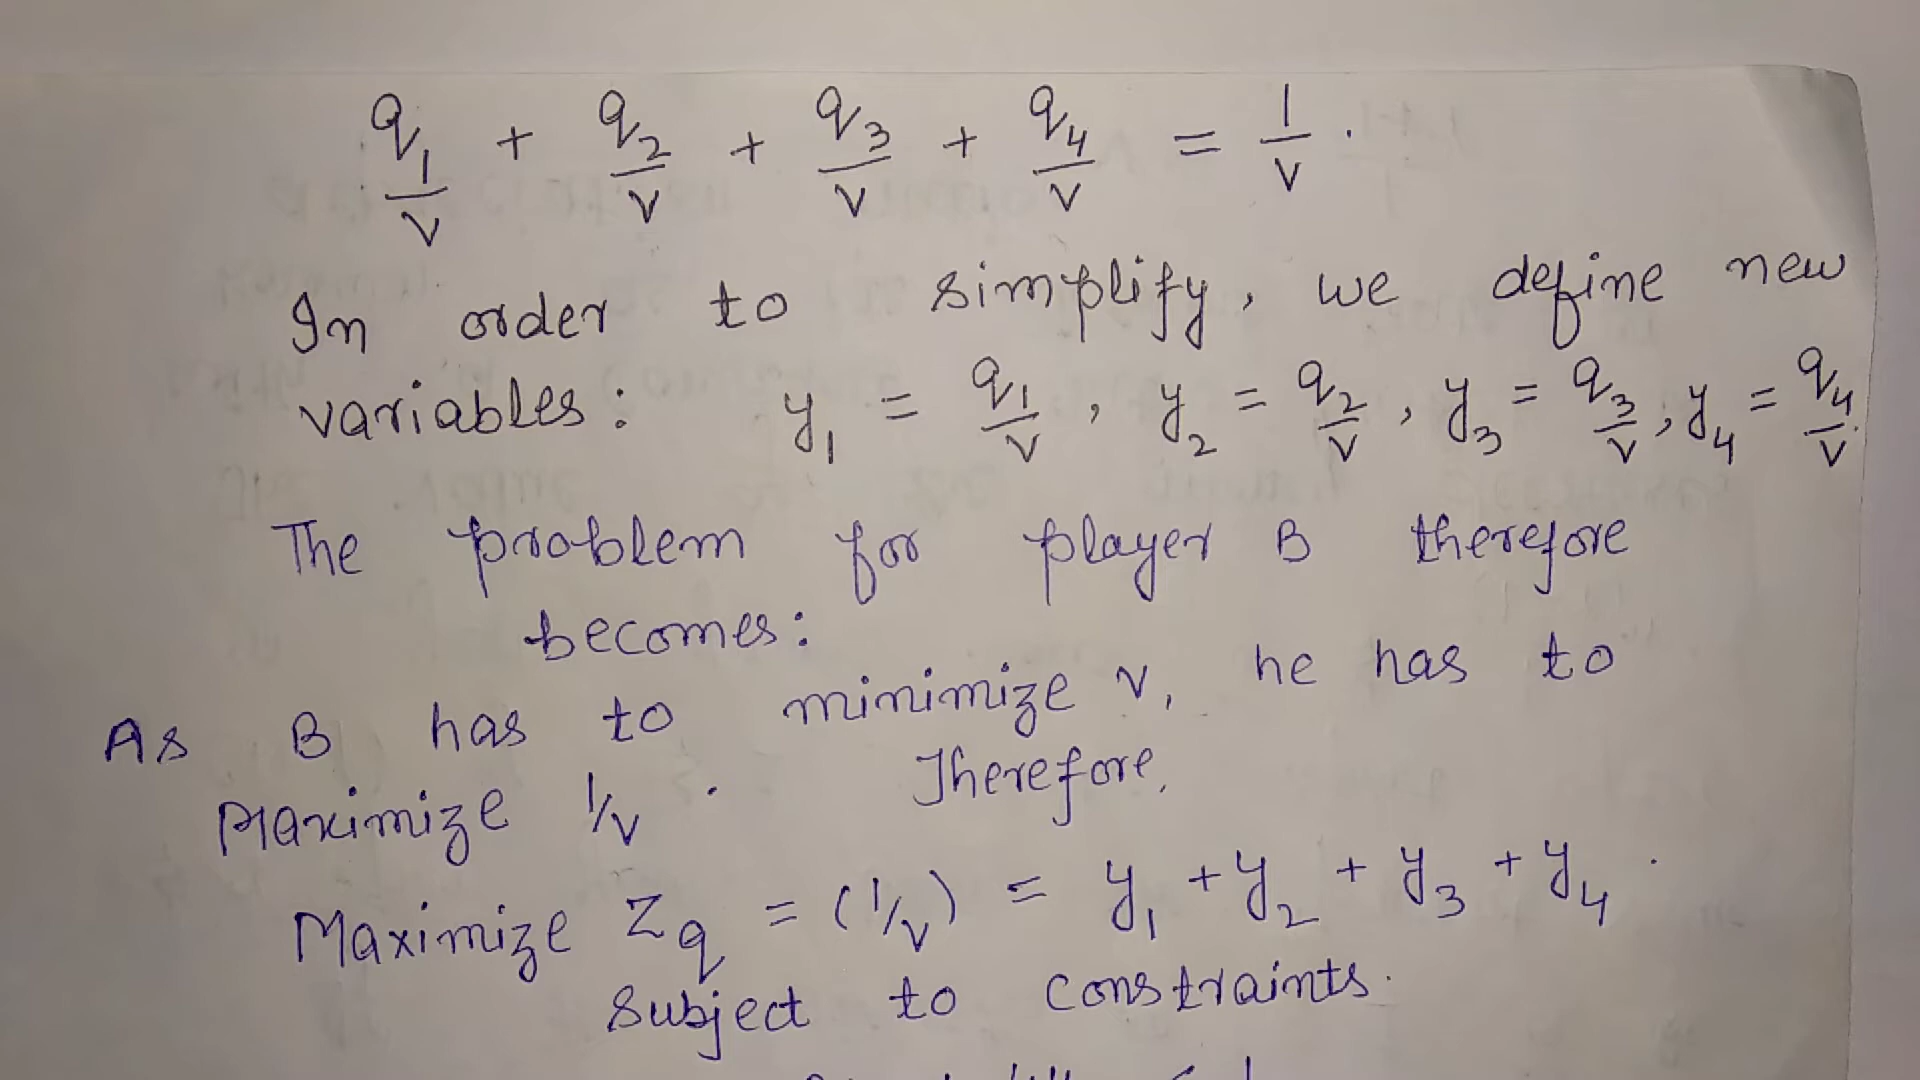 q₁/v + q₂/v + q₃/v + q₄/v = 1/v .
In order to simplify, we define new
variables : y₁ = q₁/v , y₂ = q₂/v , y₃ = q₃/v , y₄ = q₄/v .
The problem for player B therefore
becomes :
As B has to minimize v, he has to
Maximize 1/v . Therefore,
Maximize Zq = (1/v) = y₁ + y₂ + y₃ + y₄ .
Subject to constraints .